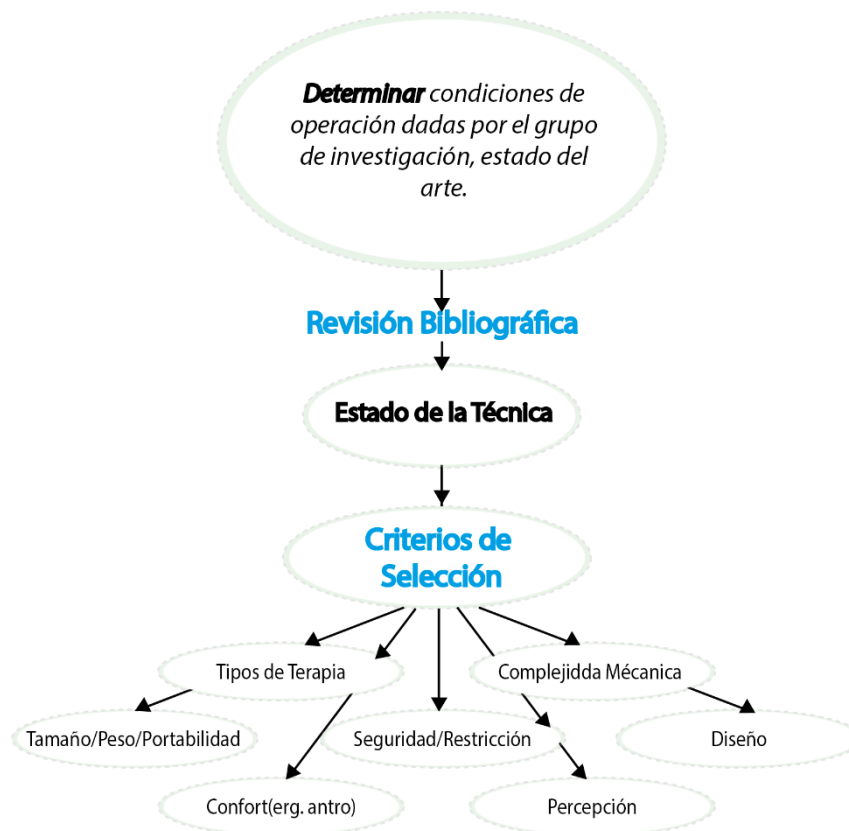 Determinar condiciones de
operación dadas por el grupo
de investigación, estado del
arte.
Revisión Bibliográfica
Estado de la Técnica
Criterios de
Selección
Tipos de Terapia
Complejidda Mécanica
Tamaño/Peso/Portabilidad
Seguridad/Restricción
Diseño
Confort(erg. antro)
Percepción